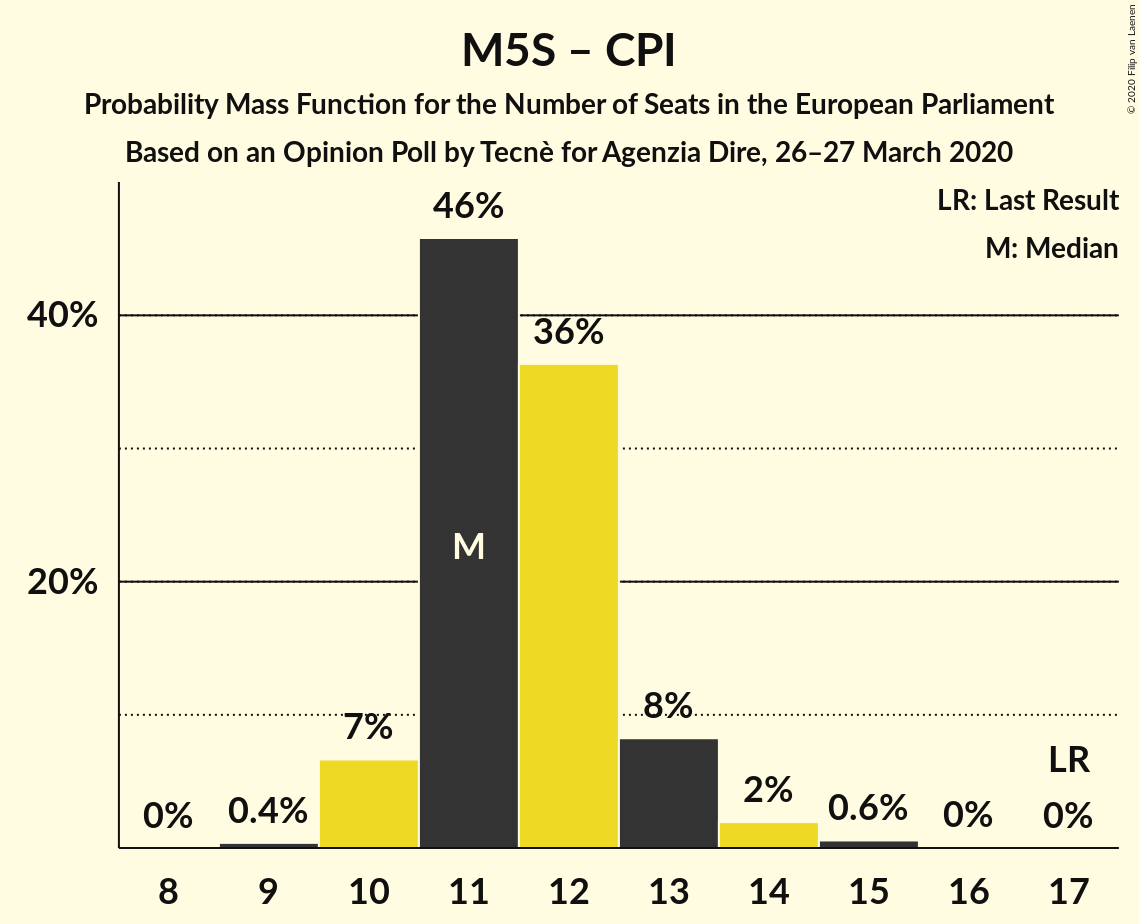 M5S – CPI
Probability Mass Function for the Number of Seats in the European Parliament
Based on an Opinion Poll by Tecnè for Agenzia Dire, 26–27 March 2020
© 2020 Filip van Laenen
LR: Last Result
M: Median
46%
40%
36%
M
20%
8%
7%
LR
2%
0.6%
0.4%
0%
0%
0%
8 9 10 11 12 13 14 15 16 17